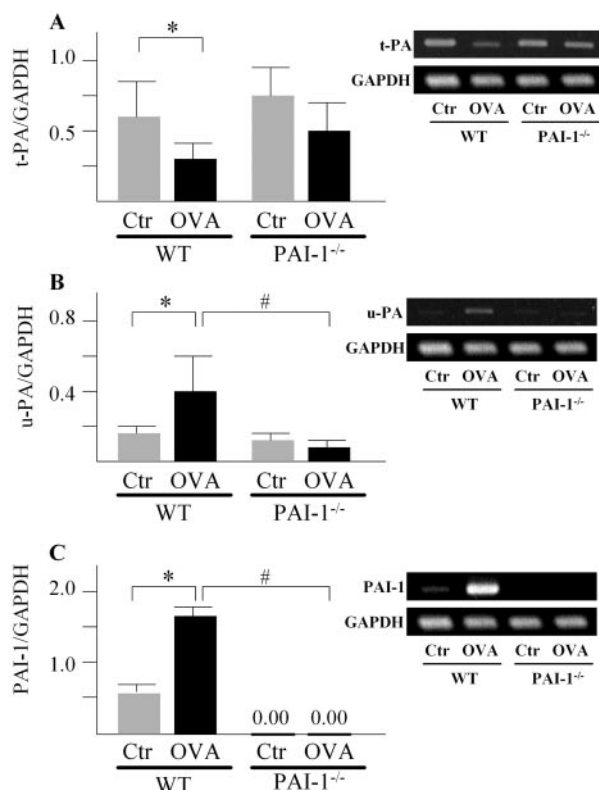 A
t-PA/GAPDH
1.0
0.5
*
Ctr OVA Ctr OVA
WT PAI-1-/-
t-PA
GAPDH
Ctr OVA Ctr OVA
WT PAI-1-/-
B
u-PA/GAPDH
0.8
0.4
* #
Ctr OVA Ctr OVA
WT PAI-1-/-
u-PA
GAPDH
Ctr OVA Ctr OVA
WT PAI-1-/-
C
PAI-1/GAPDH
2.0
1.0
* #
0.00 0.00
Ctr OVA Ctr OVA
WT PAI-1-/-
PAI-1
GAPDH
Ctr OVA Ctr OVA
WT PAI-1-/-